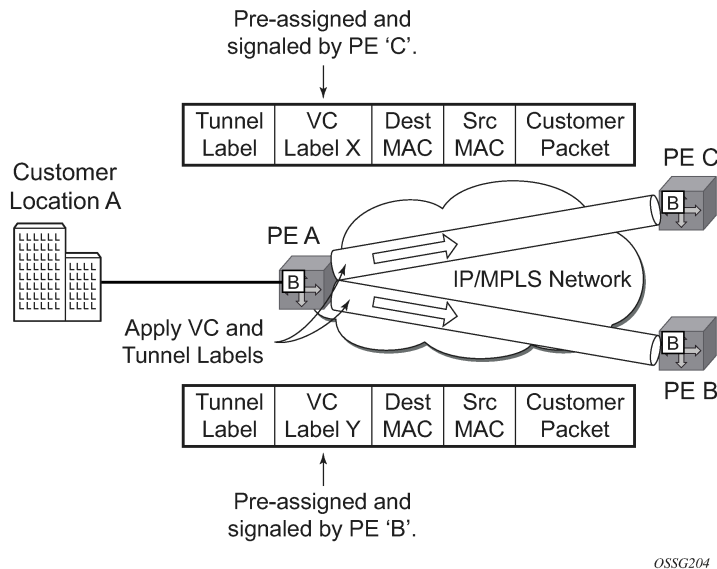 Pre-assigned and
signaled by PE ‘C’.
Tunnel
Label
VC
Label X
Dest
MAC
Src
MAC
Customer
Packet
Customer
Location A
PE A
B
PE C
B
IP/MPLS Network
Apply VC and
Tunnel Labels
B
PE B
Tunnel
Label
VC
Label Y
Dest
MAC
Src
MAC
Customer
Packet
Pre-assigned and
signaled by PE ‘B’.
OSSG204